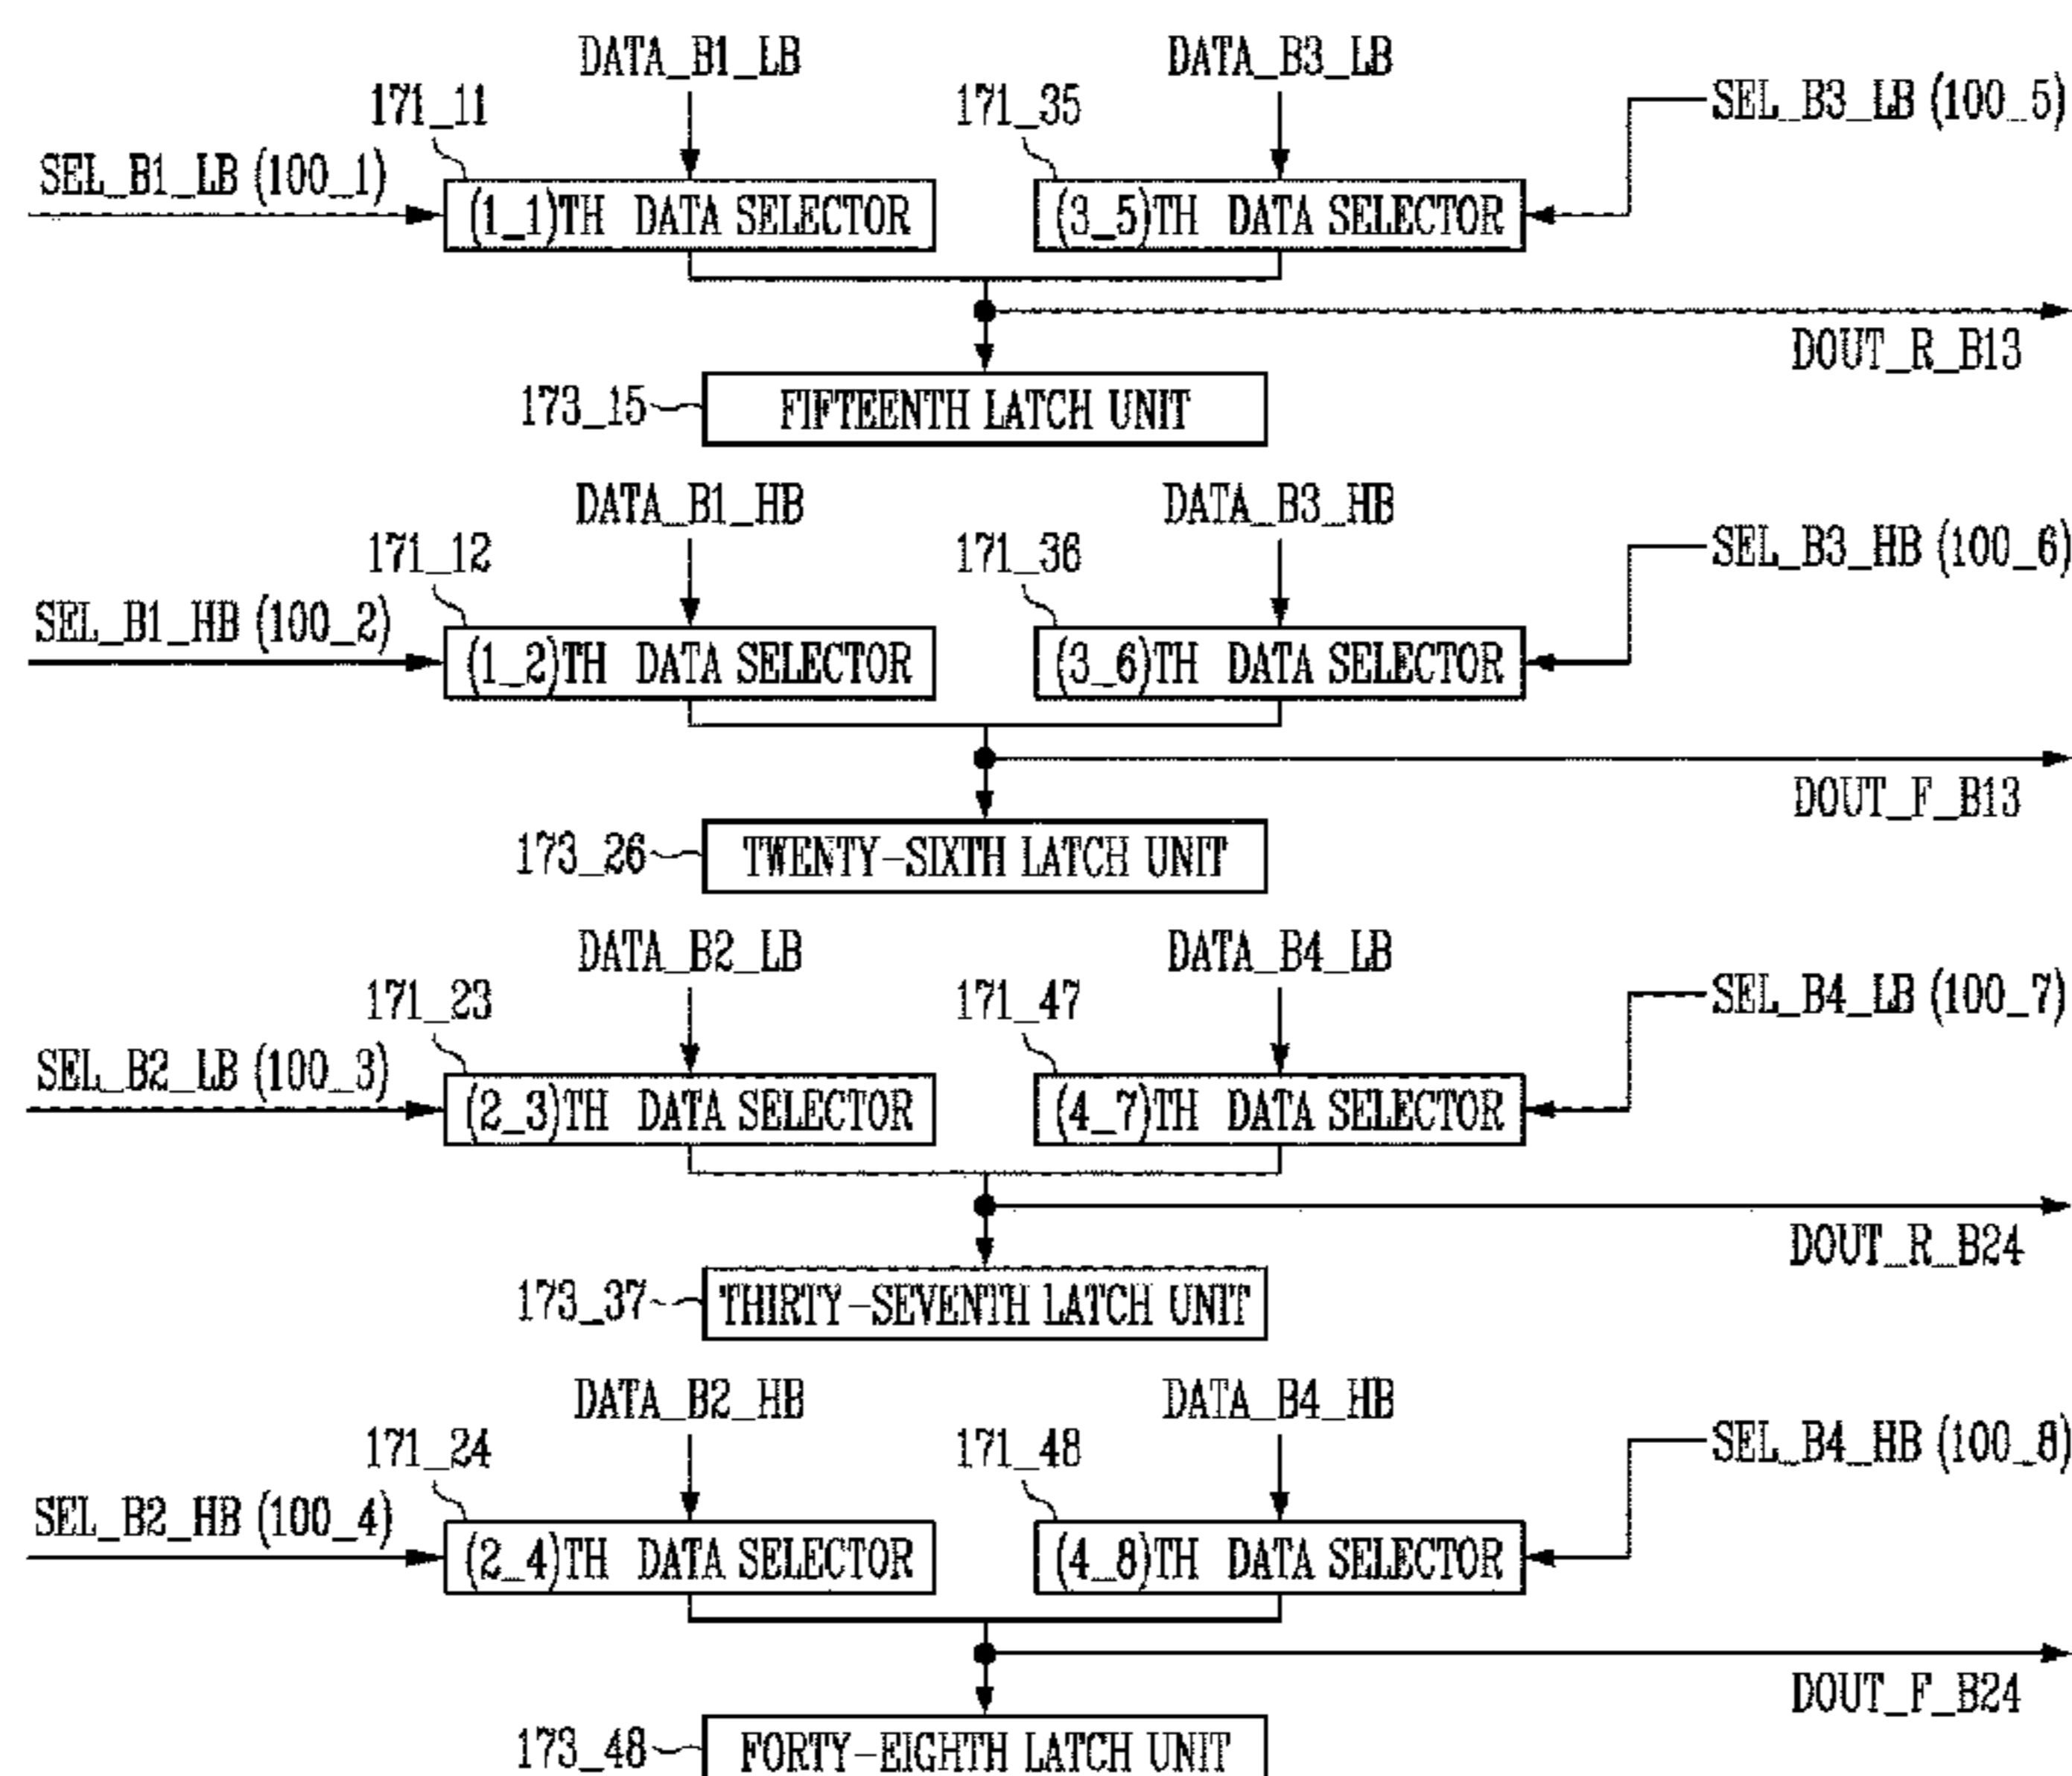 DATA_B1_LB
DATA_B3_LB
171_11
171_35
SEL_B3_LB (100_5)
SEL_B1_LB (100_1)
(1_1)TH DATA SELECTOR
(3_5)TH DATA SELECTOR
DOUT_R_B13
173_15
FIFTEENTH LATCH UNIT
DATA_B1_HB
DATA_B3_HB
171_12
171_36
SEL_B3_HB (100_6)
SEL_B1_HB (100_2)
(1_2)TH DATA SELECTOR
(3_6)TH DATA SELECTOR
DOUT_F_B13
173_26
TWENTY-SIXTH LATCH UNIT
DATA_B2_LB
DATA_B4_LB
171_23
171_47
SEL_B4_LB (100_7)
SEL_B2_LB (100_3)
(2_3)TH DATA SELECTOR
(4_7)TH DATA SELECTOR
DOUT_R_B24
173_37
THIRTY-SEVENTH LATCH UNIT
DATA_B2_HB
DATA_B4_HB
171_24
171_48
SEL_B4_HB (100_8)
SEL_B2_HB (100_4)
(2_4)TH DATA SELECTOR
(4_8)TH DATA SELECTOR
DOUT_F_B24
173_48
FORTY-EIGHTH LATCH UNIT